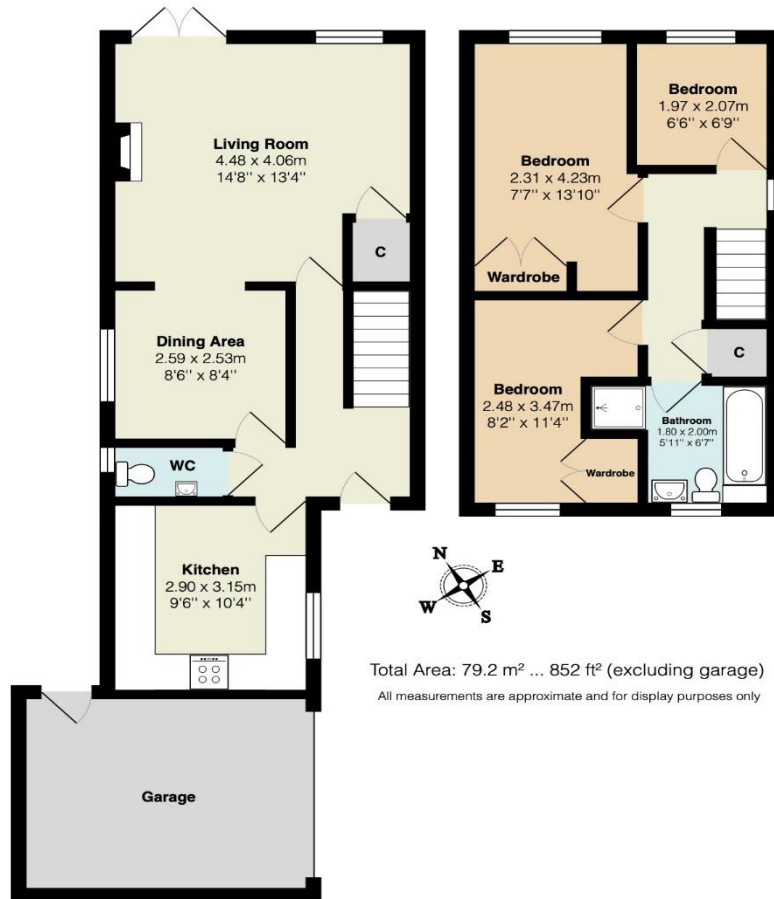 Living Room
4.48 x 4.06m
14'8'' x 13'4''
C
Dining Area
2.59 x 2.53m
8'6'' x 8'4''
WC
Kitchen
2.90 x 3.15m
9'6'' x 10'4''
Garage
Bedroom
1.97 x 2.07m
6'6'' x 6'9''
Bedroom
2.31 x 4.23m
7'7'' x 13'10''
Wardrobe
Bedroom
2.48 x 3.47m
8'2'' x 11'4''
C
Bathroom
1.80 x 2.00m
5'11'' x 6'7''
Wardrobe
N
E
W
S
Total Area: 79.2 m² ... 852 ft² (excluding garage)
All measurements are approximate and for display purposes only